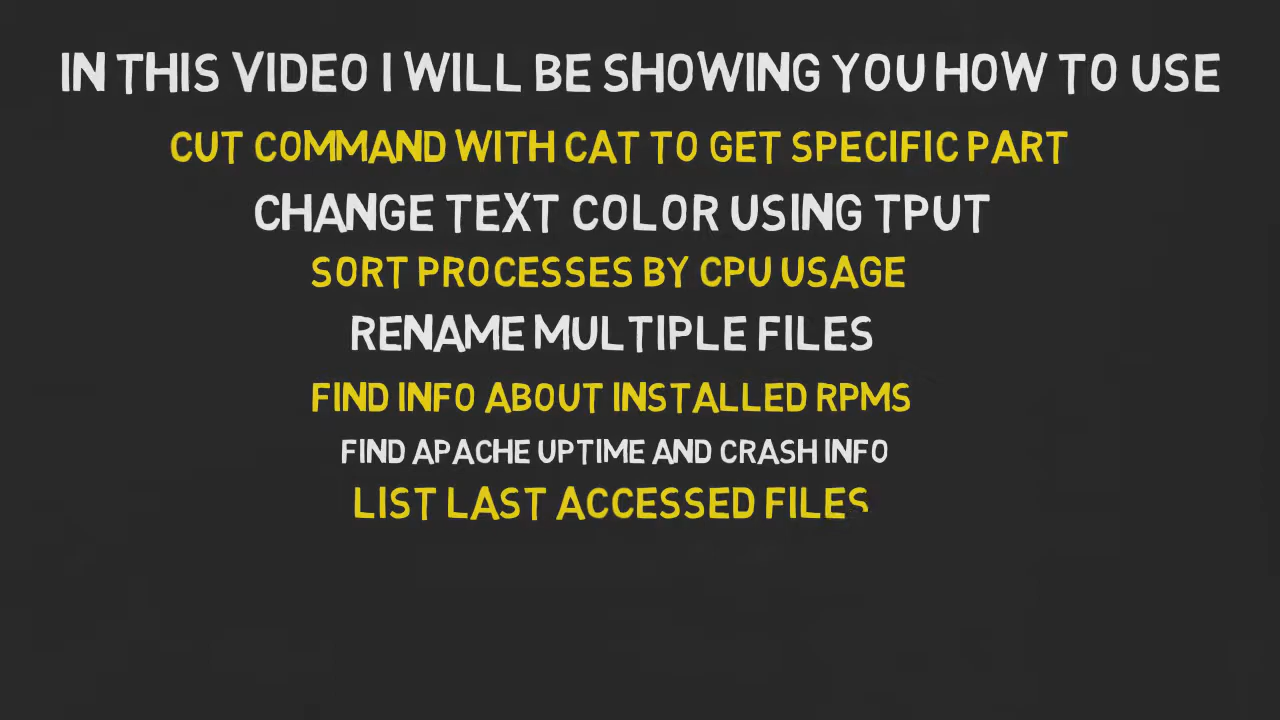 IN THIS VIDEO I WILL BE SHOWING YOU HOW TO USE
CUT COMMAND WITH CAT TO GET SPECIFIC PART
CHANGE TEXT COLOR USING TPUT
SORT PROCESSES BY CPU USAGE
RENAME MULTIPLE FILES
FIND INFO ABOUT INSTALLED RPMS
FIND APACHE UPTIME AND CRASH INFO
LIST LAST ACCESSED FILES